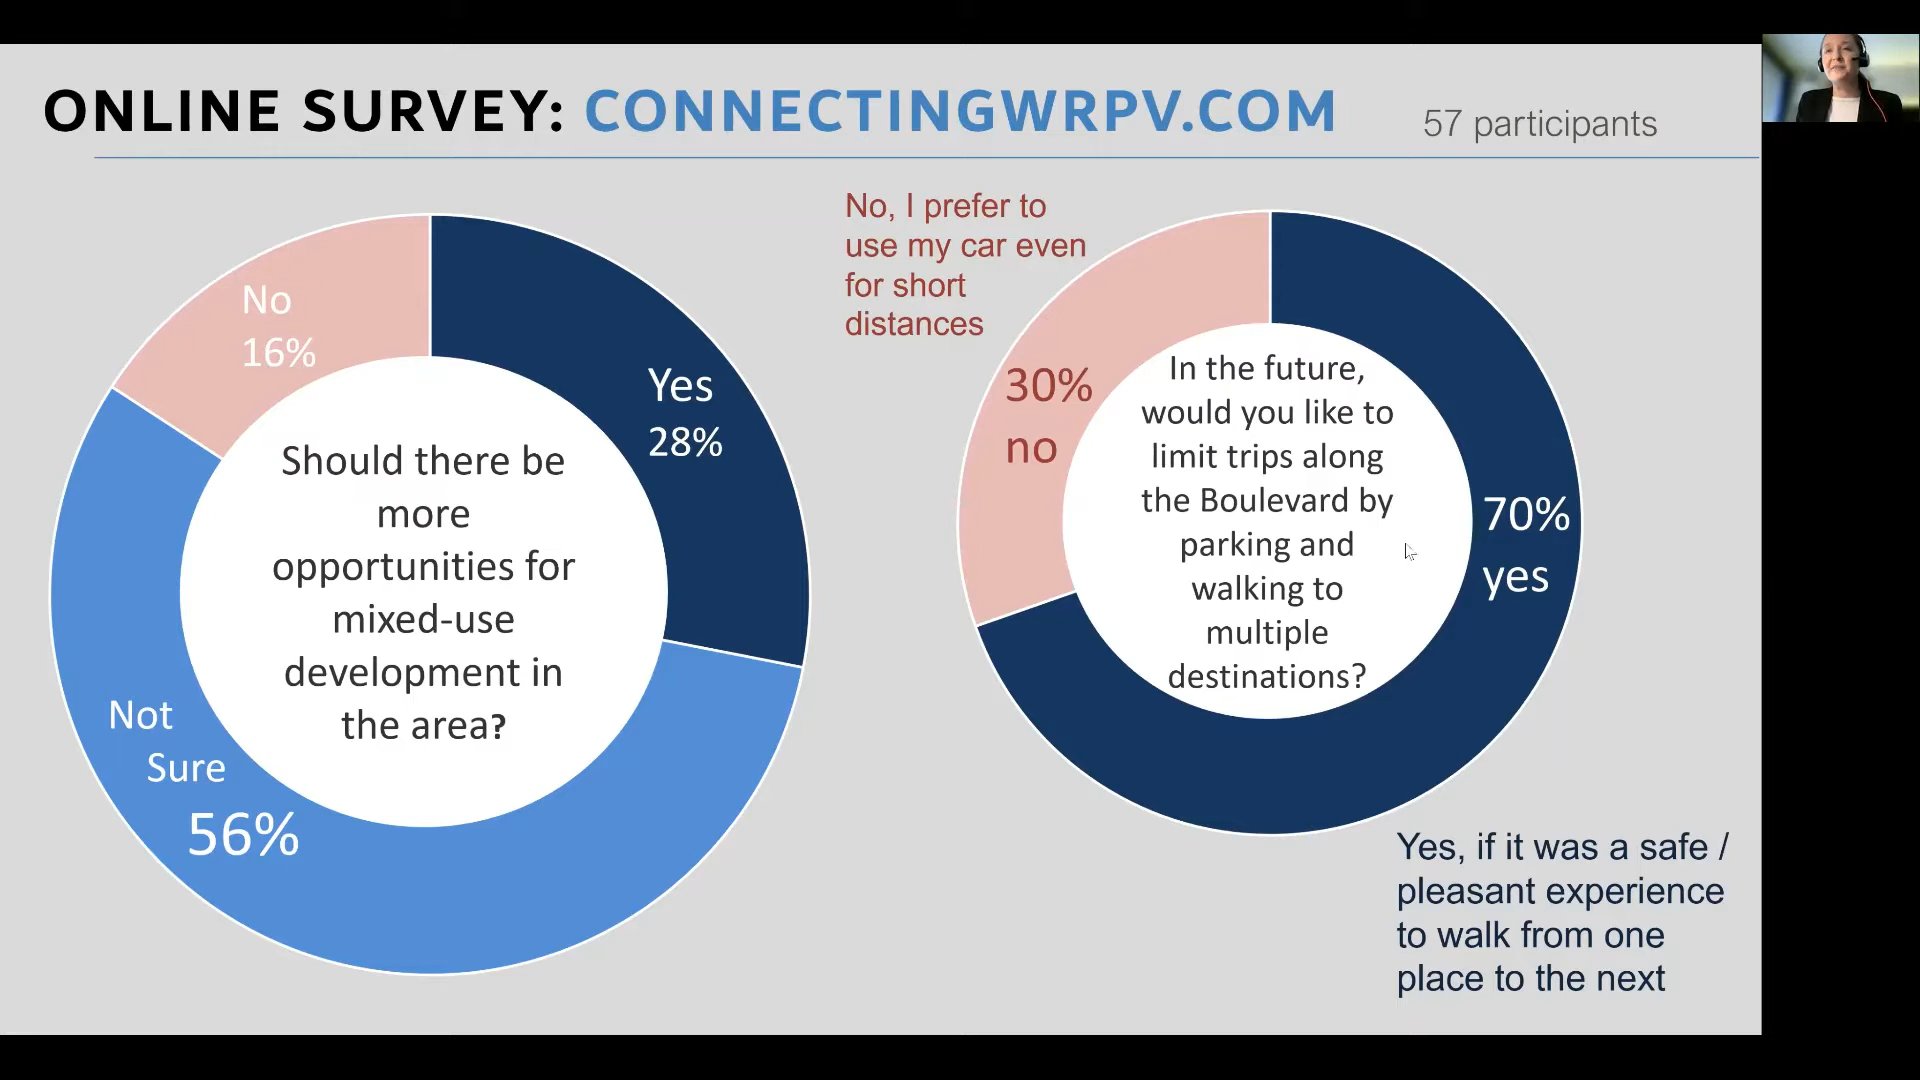 ONLINE SURVEY: CONNECTINGWRPV.COM
57 participants
No
16%
Yes
28%
Should there be
more
opportunities for
mixed-use
development in
the area?
Not
Sure
56%
No, I prefer to
use my car even
for short
distances
30%
no
In the future,
would you like to
limit trips along
the Boulevard by
parking and
walking to
multiple
destinations?
70%
yes
Yes, if it was a safe /
pleasant experience
to walk from one
place to the next